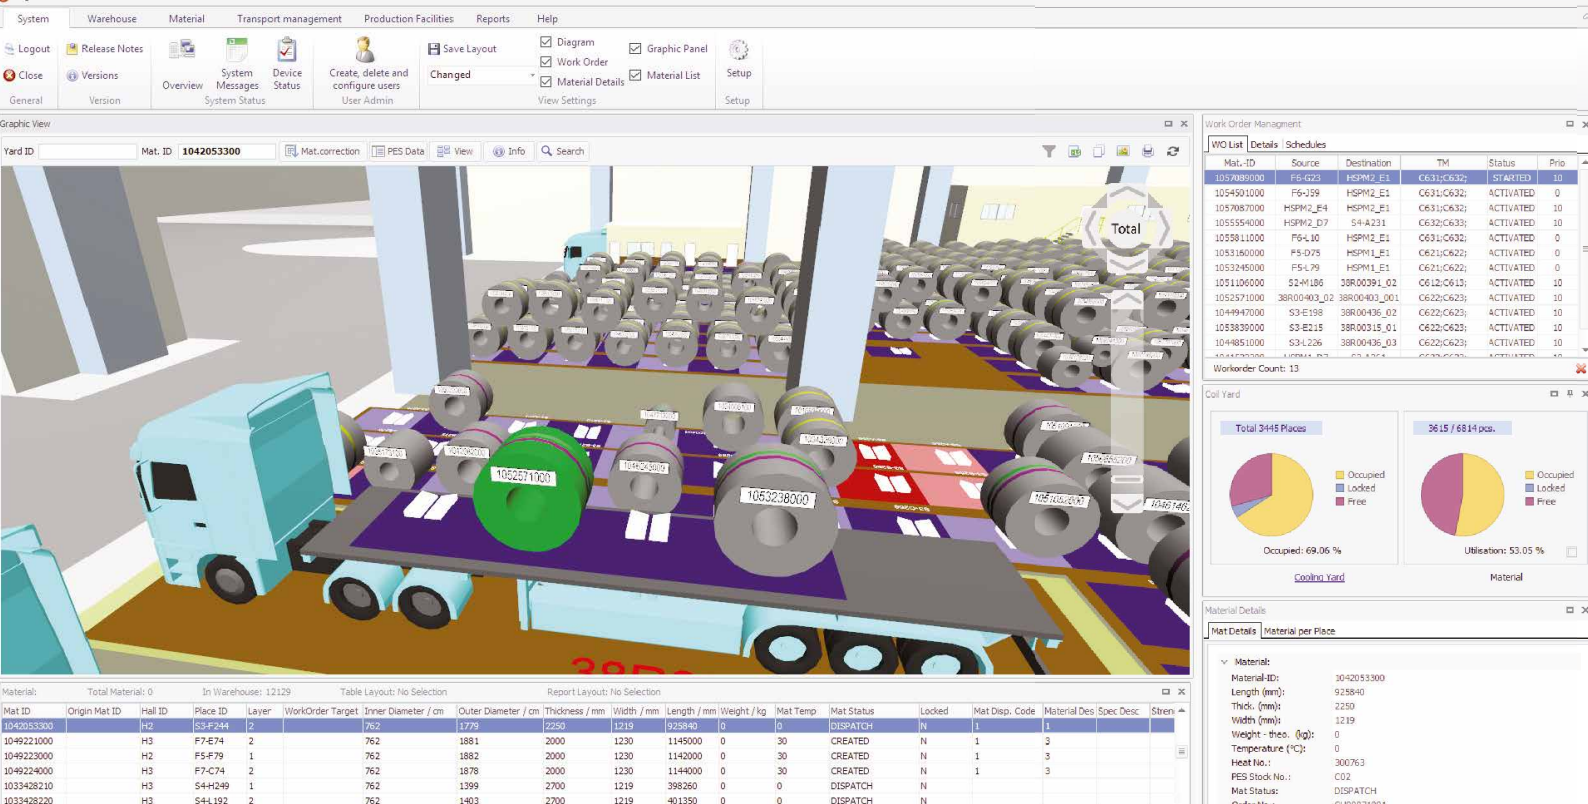 System Warehouse Material Transport management Production Facilities Reports Help
Logout Release Notes Save Layout Diagram Graphic Panel
Work Order
Close Versions Overview System Messages Device Status Create, delete and configure users Changed Material Details Material List Setup
General Version System Status User Admin View Settings Setup
Graphic View
Yard ID Mat. ID 1042053300 Mat.correction PES Data View Info Search
Total
1052571000
1053238000
1051052000
Work Order Managment
WO List Details Schedules
Mat.-ID Source Destination TM Status Prio
1057089000 F6-G23 HSPM2_E1 C631;C632; STARTED 10
1054501000 F6-J59 HSPM2_E1 C631;C632; ACTIVATED 0
1057087000 HSPM2_E4 HSPM2_E1 C631;C632; ACTIVATED 10
1055554000 HSPM2_D7 S4-A231 C632;C633; ACTIVATED 10
1055811000 F6-L10 HSPM2_E1 C631;C632; ACTIVATED 0
1053160000 F5-D75 HSPM1_E1 C621;C622; ACTIVATED 0
1053245000 F5-L79 HSPM1_E1 C621;C622; ACTIVATED 0
1051106000 S2-M186 38R00391_02 C612;C613; ACTIVATED 10
1052571000 38R00403_02 38R00403_001 C622;C623; ACTIVATED 10
1044947000 S3-E198 38R00436_02 C622;C623; ACTIVATED 10
1053839000 S3-E215 38R00315_01 C622;C623; ACTIVATED 10
1044851000 S3-L226 38R00436_03 C622;C623; ACTIVATED 10
Workorder Count: 13
Coil Yard
Total 3445 Places 3615 / 6814 pcs.
Occupied Occupied
Locked Locked
Free Free
Occupied: 69.06 % Utilisation: 53.05 %
Cooling Yard Material
Material Details
Mat Details Material per Place
Material:
Material-ID: 1042053300
Length (mm): 925840
Thick. (mm): 2250
Width (mm): 1219
Weight - theo. (kg): 0
Temperature (°C): 0
Heat No.: 300763
PES Stock No.: C02
Mat Status: DISPATCH
Material: Total Material: 0 In Warehouse: 12129 Table Layout: No Selection Report Layout: No Selection
Mat ID Origin Mat ID Hall ID Place ID Layer WorkOrder Target Inner Diameter / cm Outer Diameter / cm Thickness / mm Width / mm Length / mm Weight / kg Mat Temp Mat Status Locked Mat Disp. Code Material Des Spec Desc Stren
1042053300 H2 S3-F244 2 762 1779 2250 1219 925840 0 0 DISPATCH N 1 1
1049221000 H3 F7-E74 2 762 1881 2000 1230 1145000 0 30 CREATED N 1 3
1049223000 H2 F5-F79 1 762 1882 2000 1230 1142000 0 30 CREATED N 1 3
1049224000 H3 F7-C74 2 762 1878 2000 1230 1144000 0 30 CREATED N 1 3
1033428210 H3 S4-H249 1 762 1399 2700 1219 398260 0 0 DISPATCH N
1033428220 H3 S4-L192 2 762 1403 2700 1219 401350 0 0 DISPATCH N